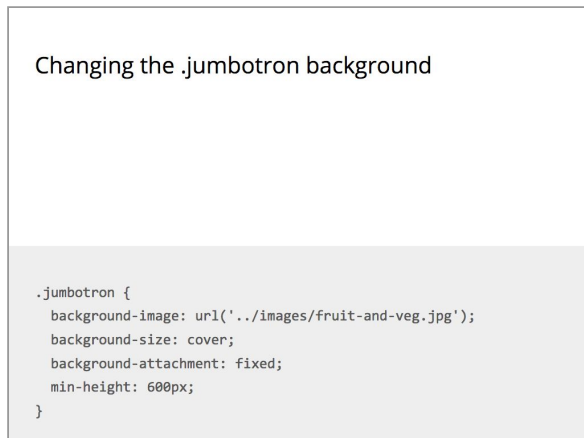 Changing the .jumbotron background
.jumbotron {
  background-image: url('../images/fruit-and-veg.jpg');
  background-size: cover;
  background-attachment: fixed;
  min-height: 600px;
}